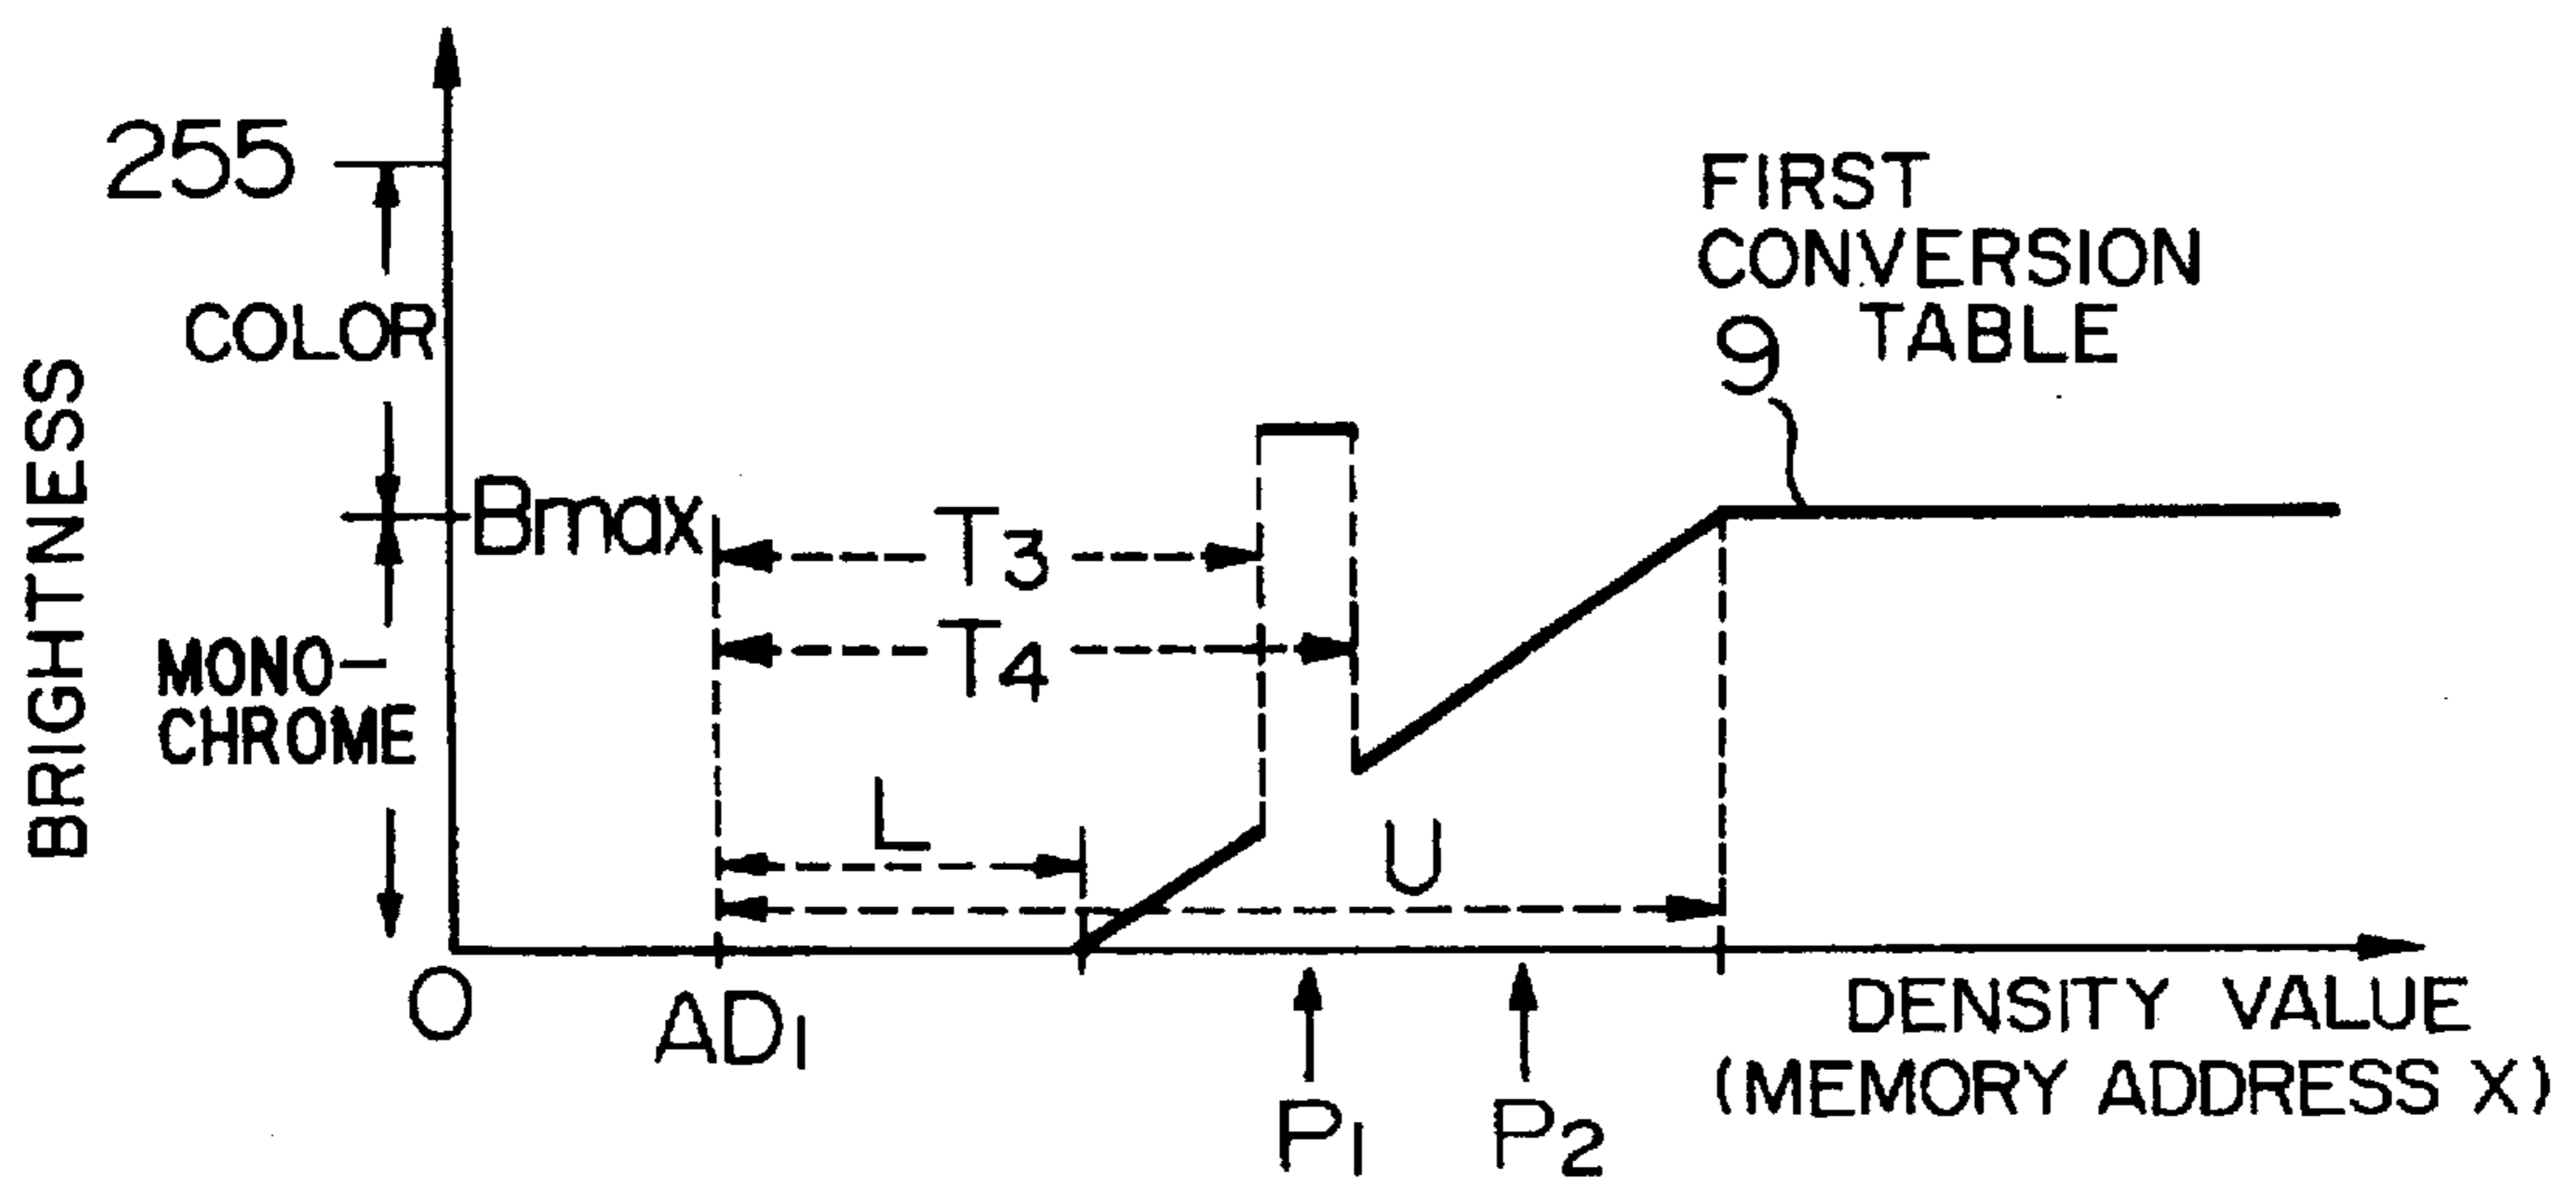 255
FIRST
CONVERSION
TABLE
9
COLOR
BRIGHTNESS
Bmax
T3
T4
MONO-
CHROME
L
U
O
AD1
DENSITY VALUE
(MEMORY ADDRESS X)
P1
P2